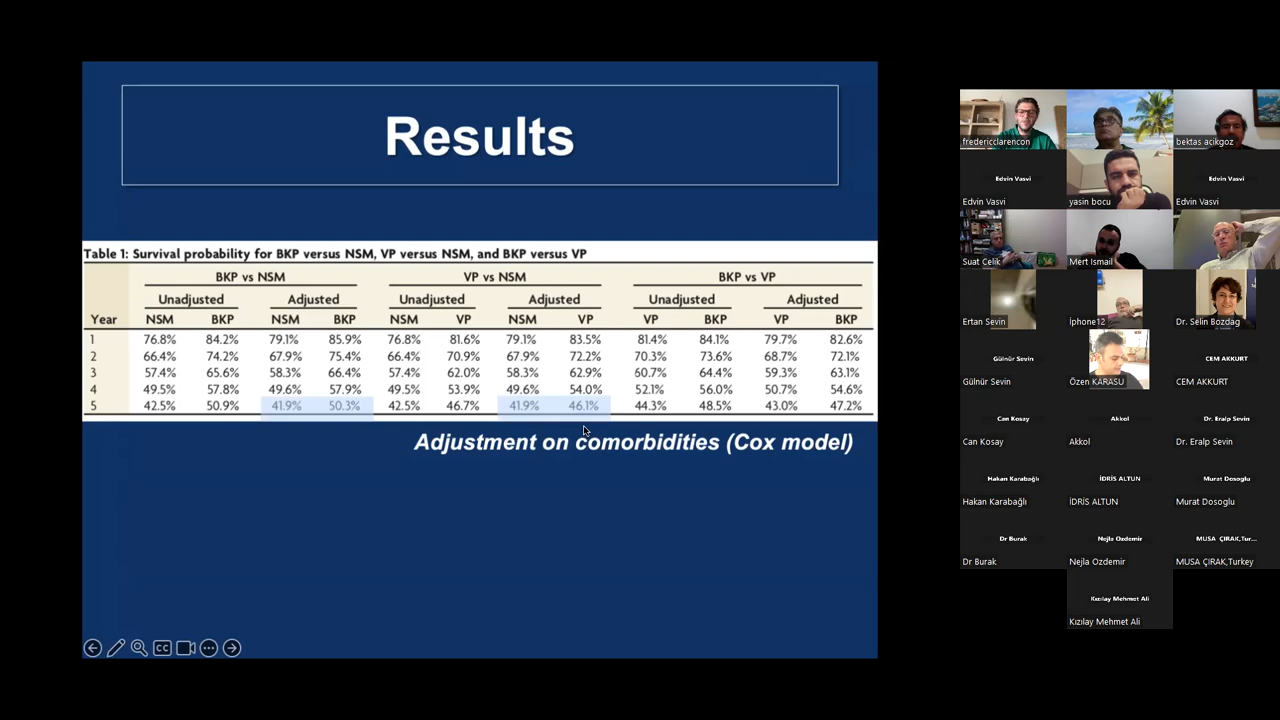 Results
Table 1: Survival probability for BKP versus NSM, VP versus NSM, and BKP versus VP
BKP vs NSM VP vs NSM BKP vs VP
Unadjusted Adjusted Unadjusted Adjusted Unadjusted Adjusted
Year NSM BKP NSM BKP NSM VP NSM VP VP BKP VP BKP
1 76.8% 84.2% 79.1% 85.9% 76.8% 81.6% 79.1% 83.5% 81.4% 84.1% 79.7% 82.6%
2 66.4% 74.2% 67.9% 75.4% 66.4% 70.9% 67.9% 72.2% 70.3% 73.6% 68.7% 72.1%
3 57.4% 65.6% 58.3% 66.4% 57.4% 62.0% 58.3% 62.9% 60.7% 64.4% 59.3% 63.1%
4 49.5% 57.8% 49.6% 57.9% 49.5% 53.9% 49.6% 54.0% 52.1% 56.0% 50.7% 54.6%
5 42.5% 50.9% 41.9% 50.3% 42.5% 46.7% 41.9% 46.1% 44.3% 48.5% 43.0% 47.2%
Adjustment on comorbidities (Cox model)
CC
fredericclarencon
bektas acikgoz
Edvin Vasvi
Edvin Vasvi
Edvin Vasvi
yasin bocu
Edvin Vasvi
Suat Çelik
Mert Ismail
Ertan Sevin
İphone12
Dr. Selin Bozdag
Gülnür Sevin
CEM AKKURT
Gülnür Sevin
Özen KARASU
CEM AKKURT
Can Kosay
Akkol
Dr. Eralp Sevin
Can Kosay
Akkol
Dr. Eralp Sevin
Hakan Karabağlı
İDRİS ALTUN
Murat Dosoglu
Hakan Karabağlı
İDRİS ALTUN
Murat Dosoglu
Dr Burak
Nejla Ozdemir
MUSA ÇIRAK,Tur...
Dr Burak
Nejla Ozdemir
MUSA ÇIRAK,Turkey
Kızılay Mehmet Ali
Kızılay Mehmet Ali